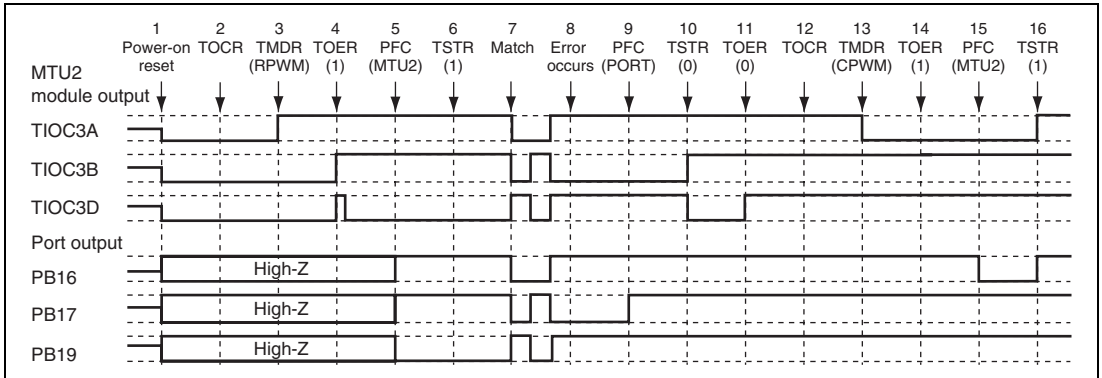 1 2 3 4 5 6 7 8 9 10 11 12 13 14 15 16
Power-on TOCR TMDR TOER PFC TSTR Match Error PFC TSTR TOER TOCR TMDR TOER PFC TSTR
reset (RPWM) (1) (MTU2) (1) occurs (PORT) (0) (0) (CPWM) (1) (MTU2) (1)
MTU2
module output
TIOC3A
TIOC3B
TIOC3D
Port output
PB16 High-Z
PB17 High-Z
PB19 High-Z